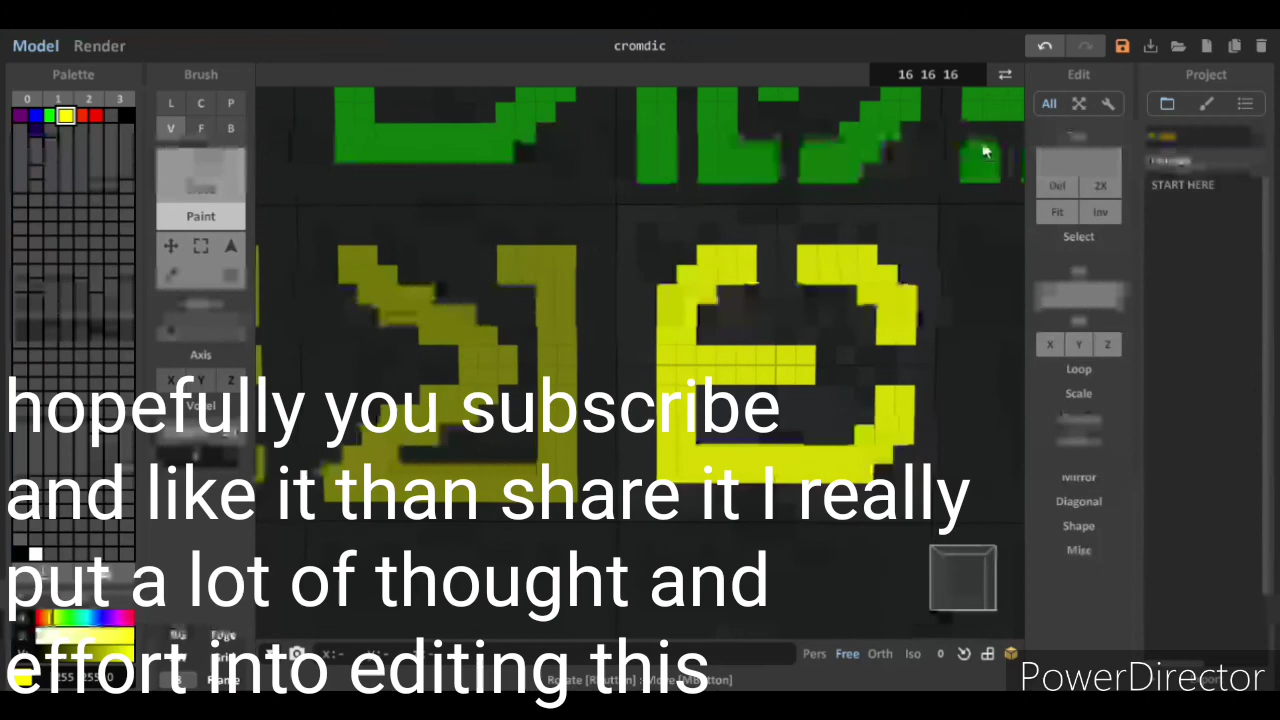 Model Render
cromdic
Palette
Brush
16 16 16
Edit
Project
0 1 2 3
L C P
V F B
All
Paint
Del 2X
Fit Inv
START HERE
Select
Axis
X Y Z
X Y Z
Loop
Scale
Mirror
Diagonal
Shape
Misc
hopefully you subscribe
and like it than share it I really
put a lot of thought and
effort into editing this
Pers Free Orth Iso 0
Frame
PowerDirector